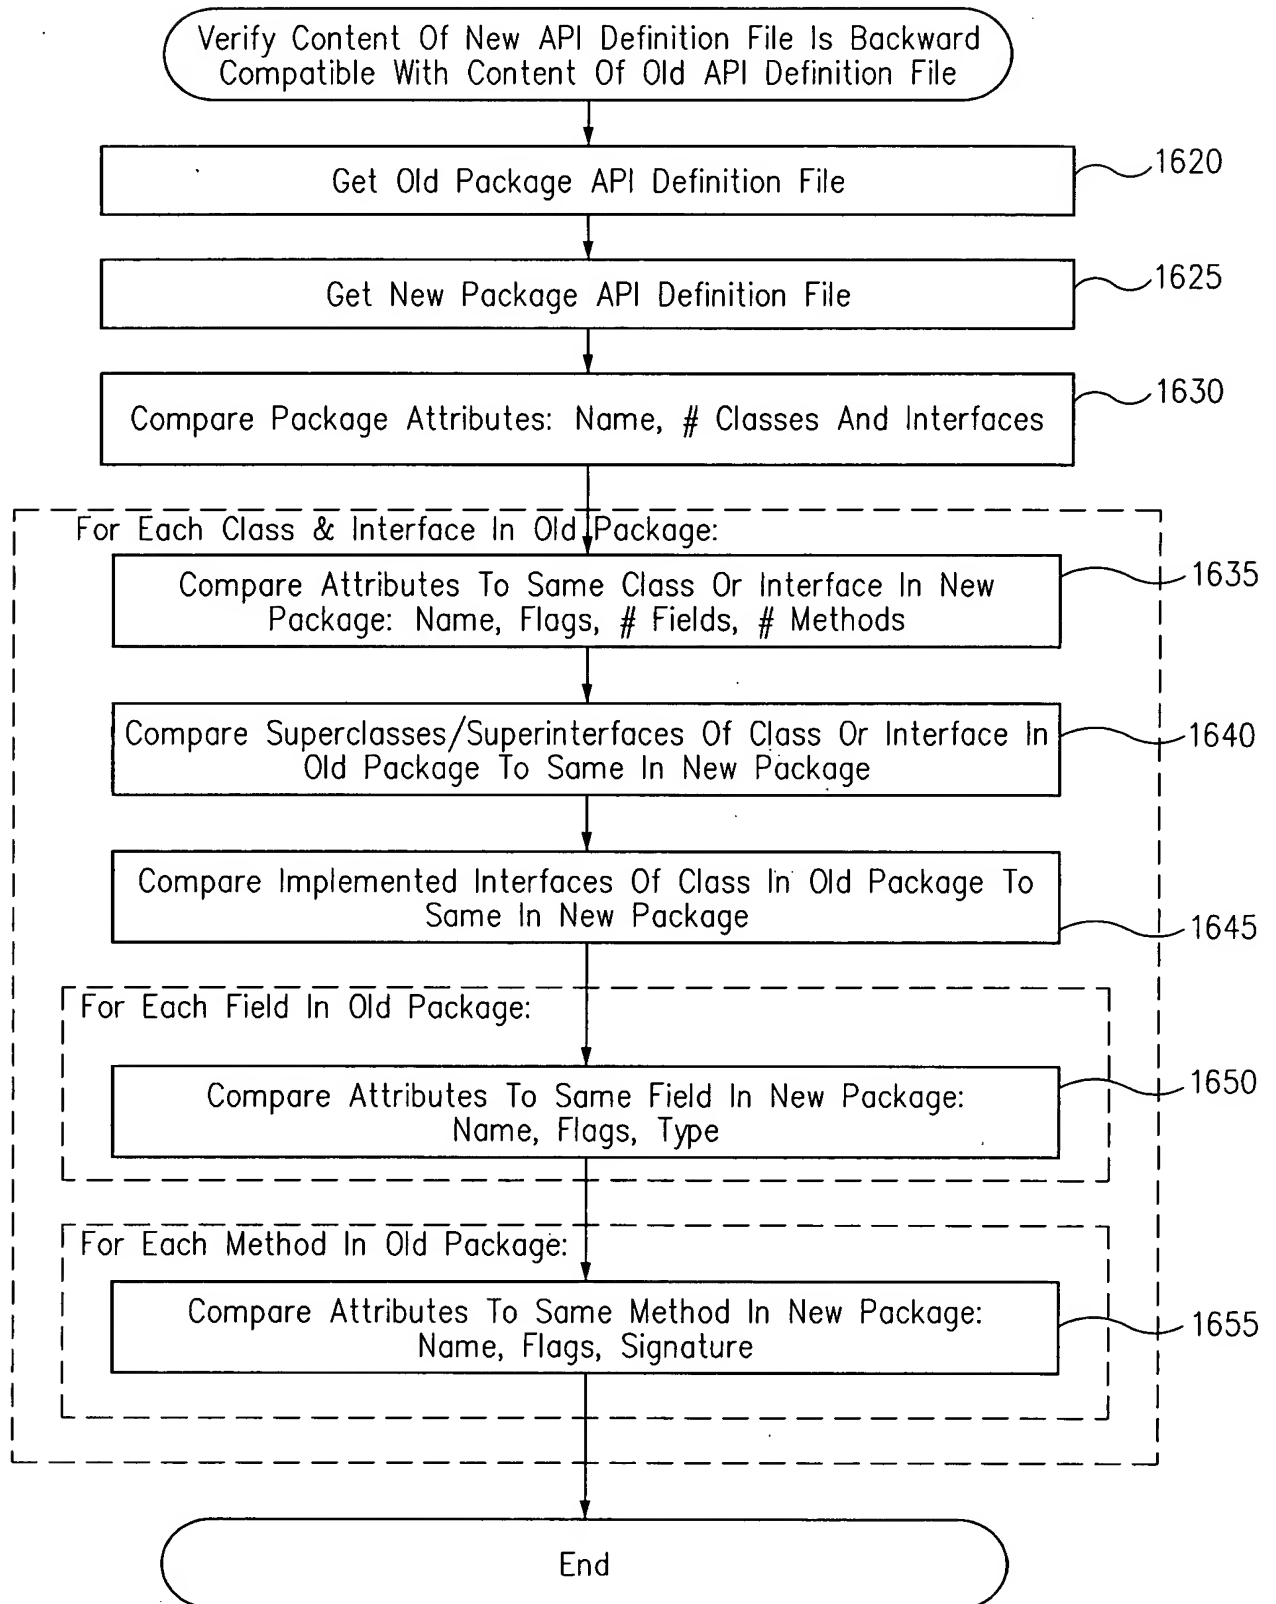 Verify Content Of New API Definition File Is Backward
Compatible With Content Of Old API Definition File
Get Old Package API Definition File
1620
Get New Package API Definition File
1625
Compare Package Attributes: Name, # Classes And Interfaces
1630
For Each Class & Interface In Old Package:
Compare Attributes To Same Class Or Interface In New
Package: Name, Flags, # Fields, # Methods
1635
Compare Superclasses/Superinterfaces Of Class Or Interface In
Old Package To Same In New Package
1640
Compare Implemented Interfaces Of Class In Old Package To
Same In New Package
1645
For Each Field In Old Package:
Compare Attributes To Same Field In New Package:
Name, Flags, Type
1650
For Each Method In Old Package:
Compare Attributes To Same Method In New Package:
Name, Flags, Signature
1655
End